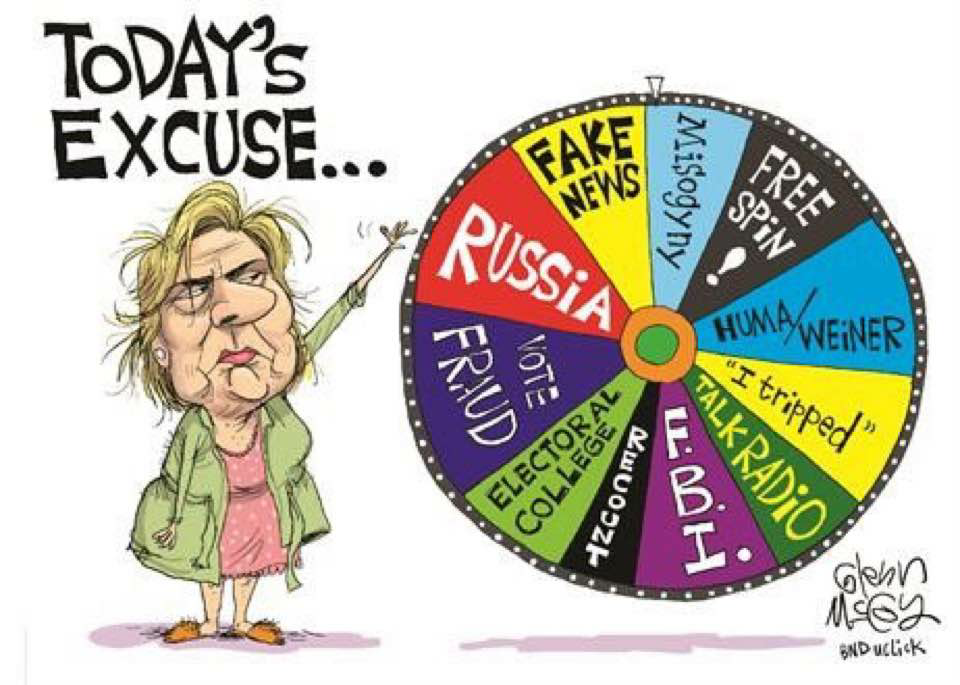 TODAY'S
EXCUSE...
FAKE
NEWS
MiSOgyNy
FREE
SPiN
!
HUMA/WEiNER
"I tripped"
TALK RADiO
F.B.I.
RECOUNT
ELECTORAL
COLLEGE
VOTE
FRAUD
RUSSiA
Glenn
McCoy
BND UClicK